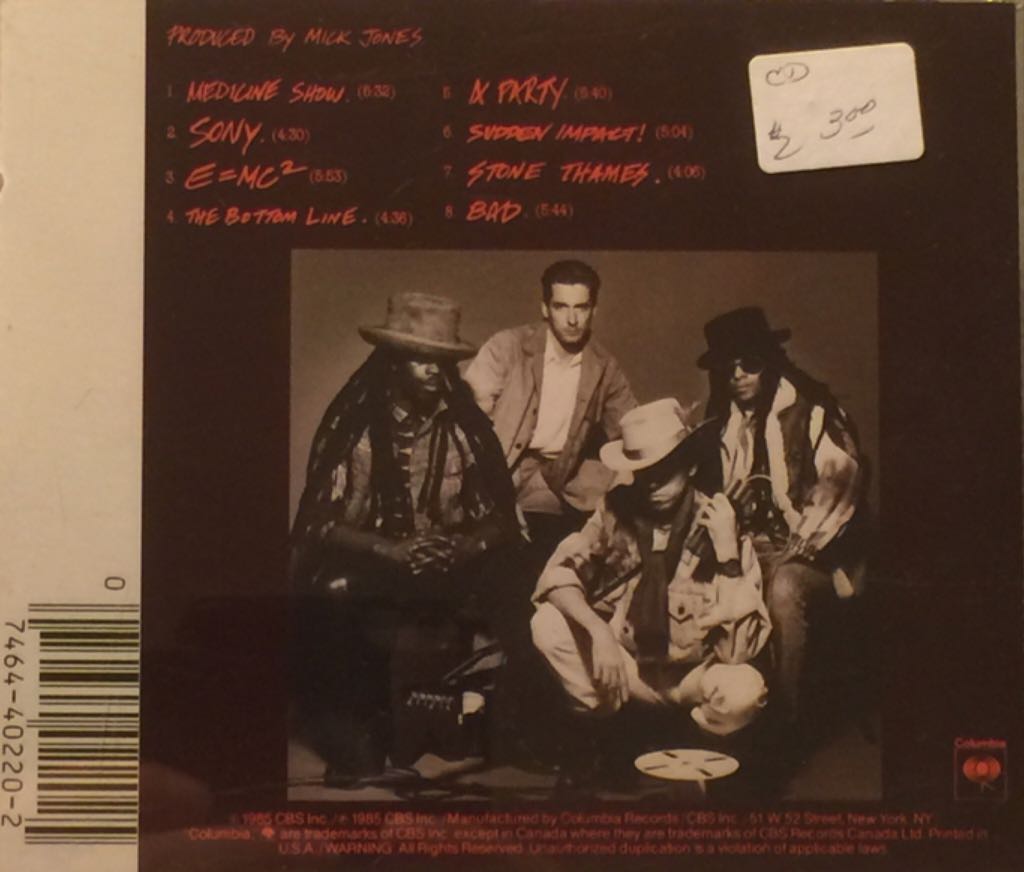 PRODUCED BY MICK JONES
1. MEDICINE SHOW. (6:32)
2. SONY. (4:30)
3. E=MC² (5:53)
4. THE BOTTOM LINE. (4:36)
5. A PARTY. (6:40)
6. SUDDEN IMPACT! (5:04)
7. STONE THAMES. (4:06)
8. BAD. (5:44)
CD
$ 3.00
2
0
7464-40220-2
Columbia
© 1985 CBS Inc./℗ 1985 CBS Inc./Manufactured by Columbia Records/CBS Inc./51 W 52 Street, New York, NY
"Columbia," are trademarks of CBS Inc. except in Canada where they are trademarks of CBS Records Canada Ltd. Printed in
U.S.A./WARNING: All Rights Reserved. Unauthorized duplication is a violation of applicable laws.